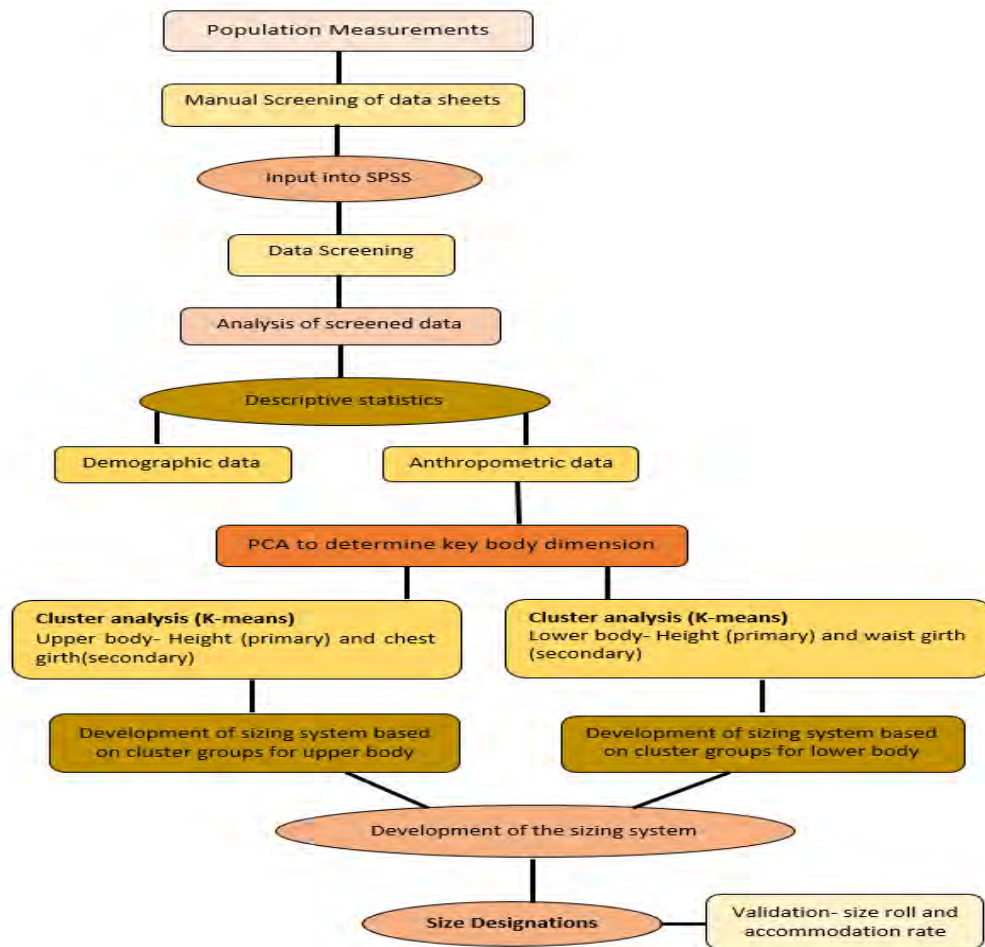 Population Measurements
Manual Screening of data sheets
Input into SPSS
Data Screening
Analysis of screened data
Descriptive statistics
Demographic data
Anthropometric data
PCA to determine key body dimension
Cluster analysis (K-means)
Upper body- Height (primary) and chest
girth(secondary)
Cluster analysis (K-means)
Lower body- Height (primary) and waist girth
(secondary)
Development of sizing system based
on cluster groups for upper body
Development of sizing system based
on cluster groups for lower body
Development of the sizing system
Size Designations
Validation- size roll and
accommodation rate